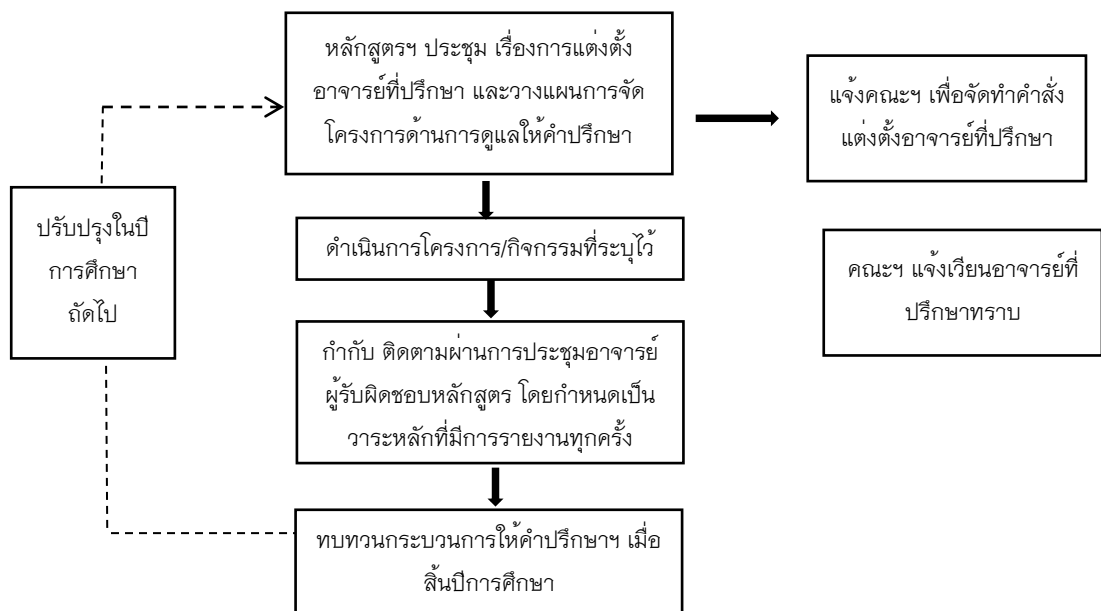 หลักสูตรฯ ประชุม เรื่องการแต่งตั้ง
อาจารย์ที่ปรึกษา และวางแผนการจัด
โครงการด้านการดูแลให้คำปรึกษา
แจ้งคณะฯ เพื่อจัดทำคำสั่ง
แต่งตั้งอาจารย์ที่ปรึกษา
ปรับปรุงในปี
การศึกษา
ถัดไป
ดำเนินการโครงการ/กิจกรรมที่ระบุไว้
คณะฯ แจ้งเวียนอาจารย์ที่
ปรึกษาทราบ
กำกับ ติดตามผ่านการประชุมอาจารย์
ผู้รับผิดชอบหลักสูตร โดยกำหนดเป็น
วาระหลักที่มีการรายงานทุกครั้ง
ทบทวนกระบวนการให้คำปรึกษาฯ เมื่อ
สิ้นปีการศึกษา